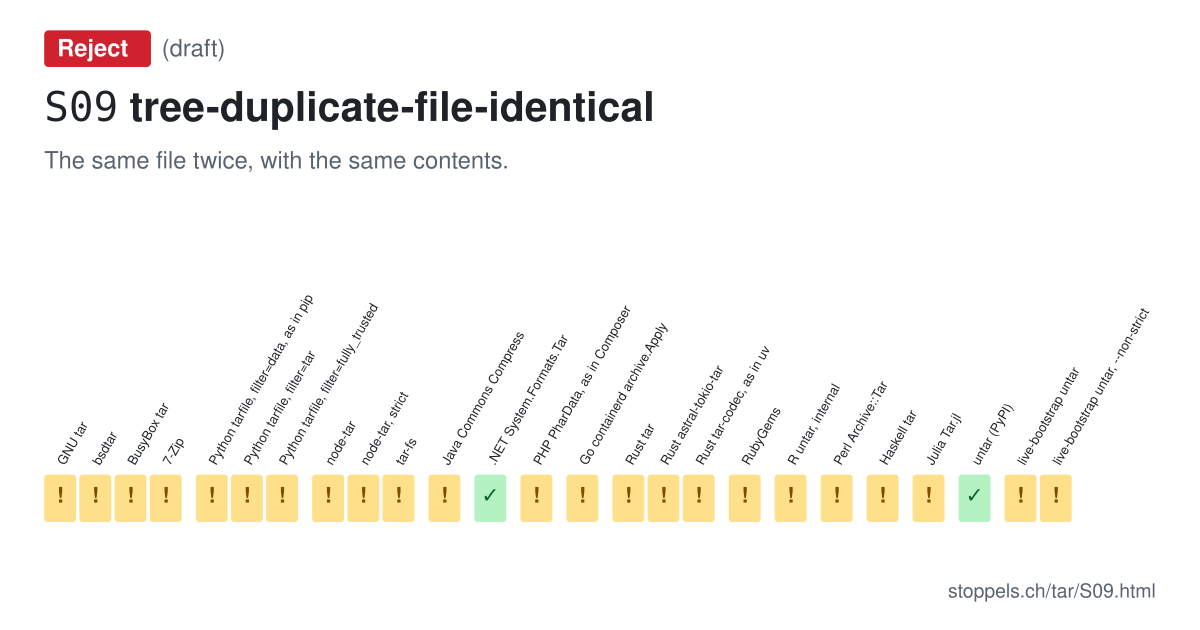 Reject (draft)
S09 tree-duplicate-file-identical
The same file twice, with the same contents.
GNU tar
bsdtar
BusyBox tar
7-Zip
Python tarfile, filter=data, as in pip
Python tarfile, filter=tar
Python tarfile, filter=fully_trusted
node-tar
node-tar, strict
tar-fs
Java Commons Compress
.NET System.Formats.Tar
PHP PharData, as in Composer
Go containerd archive.Apply
Rust tar
Rust astral-tokio-tar
Rust tar-codec, as in uv
RubyGems
R untar, internal
Perl Archive::Tar
Haskell tar
Julia Tar.jl
untar (PyPI)
live-bootstrap untar
live-bootstrap untar, --non-strict
! ! ! ! ! ! ! ! ! ! ! ✓ ! ! ! ! ! ! ! ! ! ! ✓ ! !
stoppels.ch/tar/S09.html